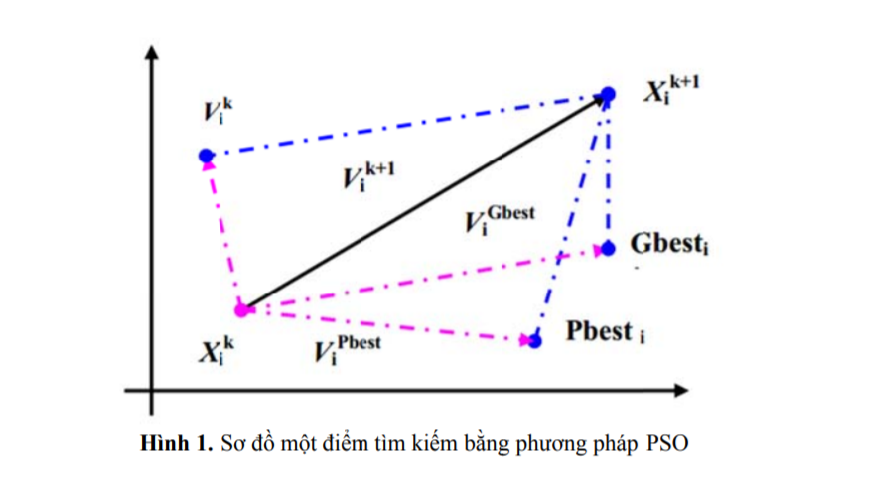 V_i^k
X_i^{k+1}
V_i^{k+1}
V_i^{Gbest}
Gbest_i
Pbest_i
X_i^k
V_i^{Pbest}
Hình 1. Sơ đồ một điểm tìm kiếm bằng phương pháp PSO